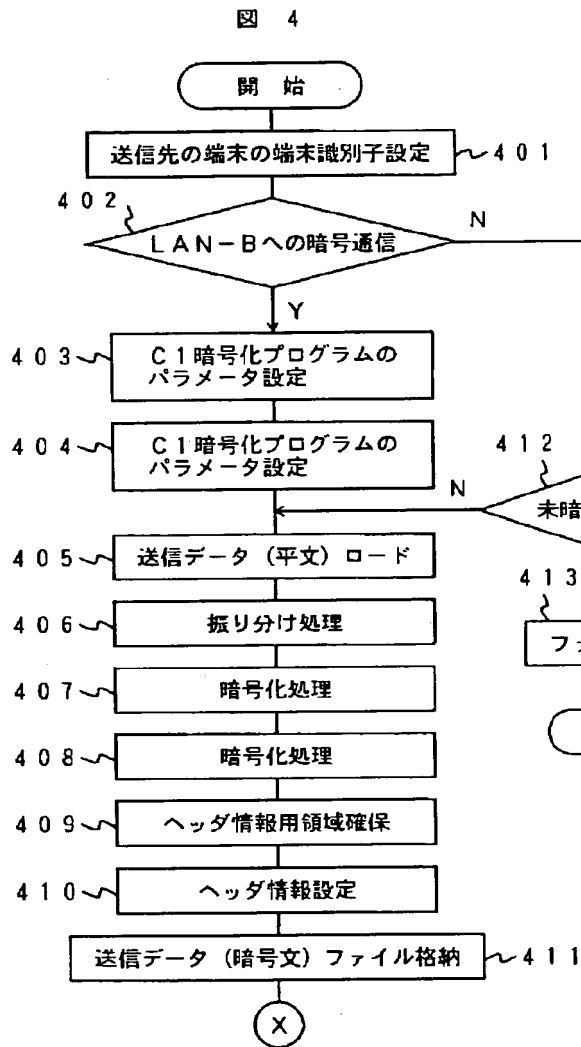 図 4
開 始
送信先の端末の端末識別子設定
401
402
LAN-Bへの暗号通信
N
Y
403
C1暗号化プログラムの
パラメータ設定
404
C1暗号化プログラムの
パラメータ設定
412
N
未暗
405
送信データ (平文) ロード
413
406
振り分け処理
フ
407
暗号化処理
408
暗号化処理
409
ヘッダ情報用領域確保
410
ヘッダ情報設定
送信データ (暗号文) ファイル格納
411
X